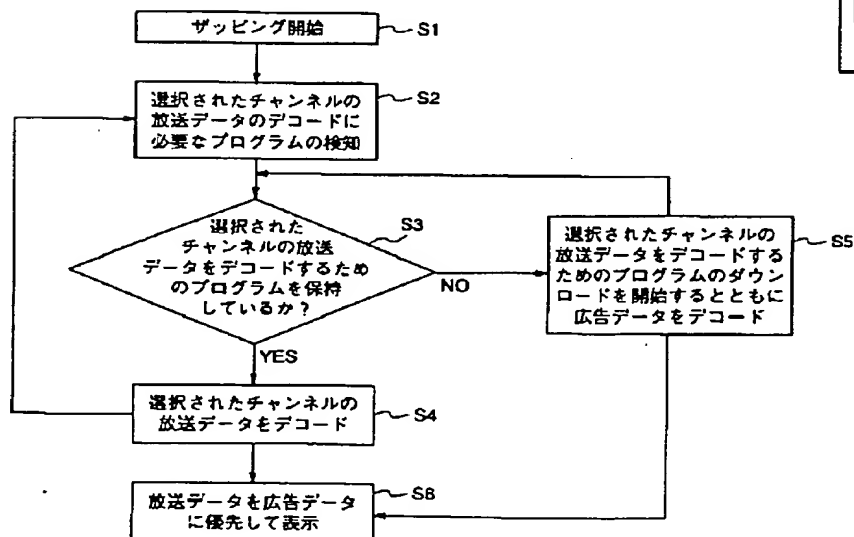 ザッピング開始
S1
選択されたチャンネルの
放送データのデコードに
必要なプログラムの検知
S2
選択された
チャンネルの放送
データをデコードするため
のプログラムを保持
しているか？
S3
NO
YES
選択されたチャンネルの
放送データをデコードする
ためのプログラムのダウン
ロードを開始するとともに
広告データをデコード
S5
選択されたチャンネルの
放送データをデコード
S4
放送データを広告データ
に優先して表示
S6